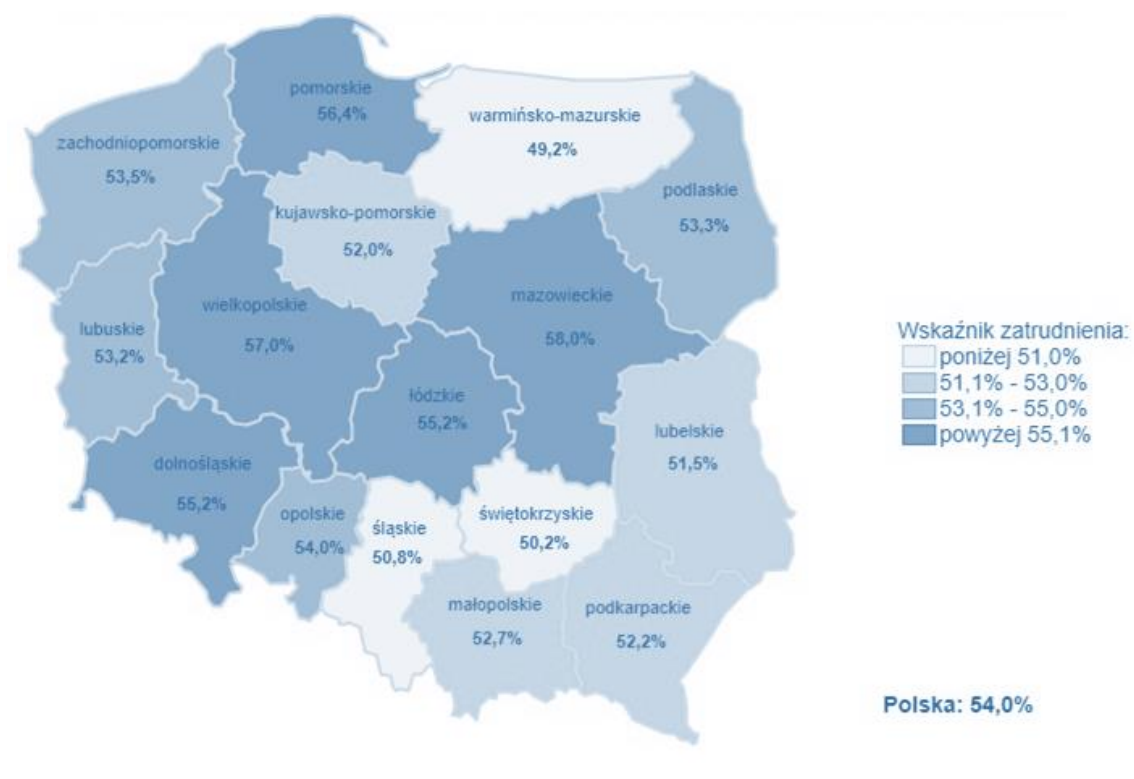 pomorskie
56,4%
warmińsko-mazurskie
49,2%
zachodniopomorskie
53,5%
podlaskie
53,3%
kujawsko-pomorskie
52,0%
mazowieckie
58,0%
wielkopolskie
57,0%
lubuskie
53,2%
łódzkie
55,2%
lubelskie
51,5%
dolnośląskie
55,2%
opolskie
54,0%
śląskie
50,8%
świętokrzyskie
50,2%
małopolskie
52,7%
podkarpackie
52,2%
Wskaźnik zatrudnienia:
poniżej 51,0%
51,1% - 53,0%
53,1% - 55,0%
powyżej 55,1%
Polska: 54,0%